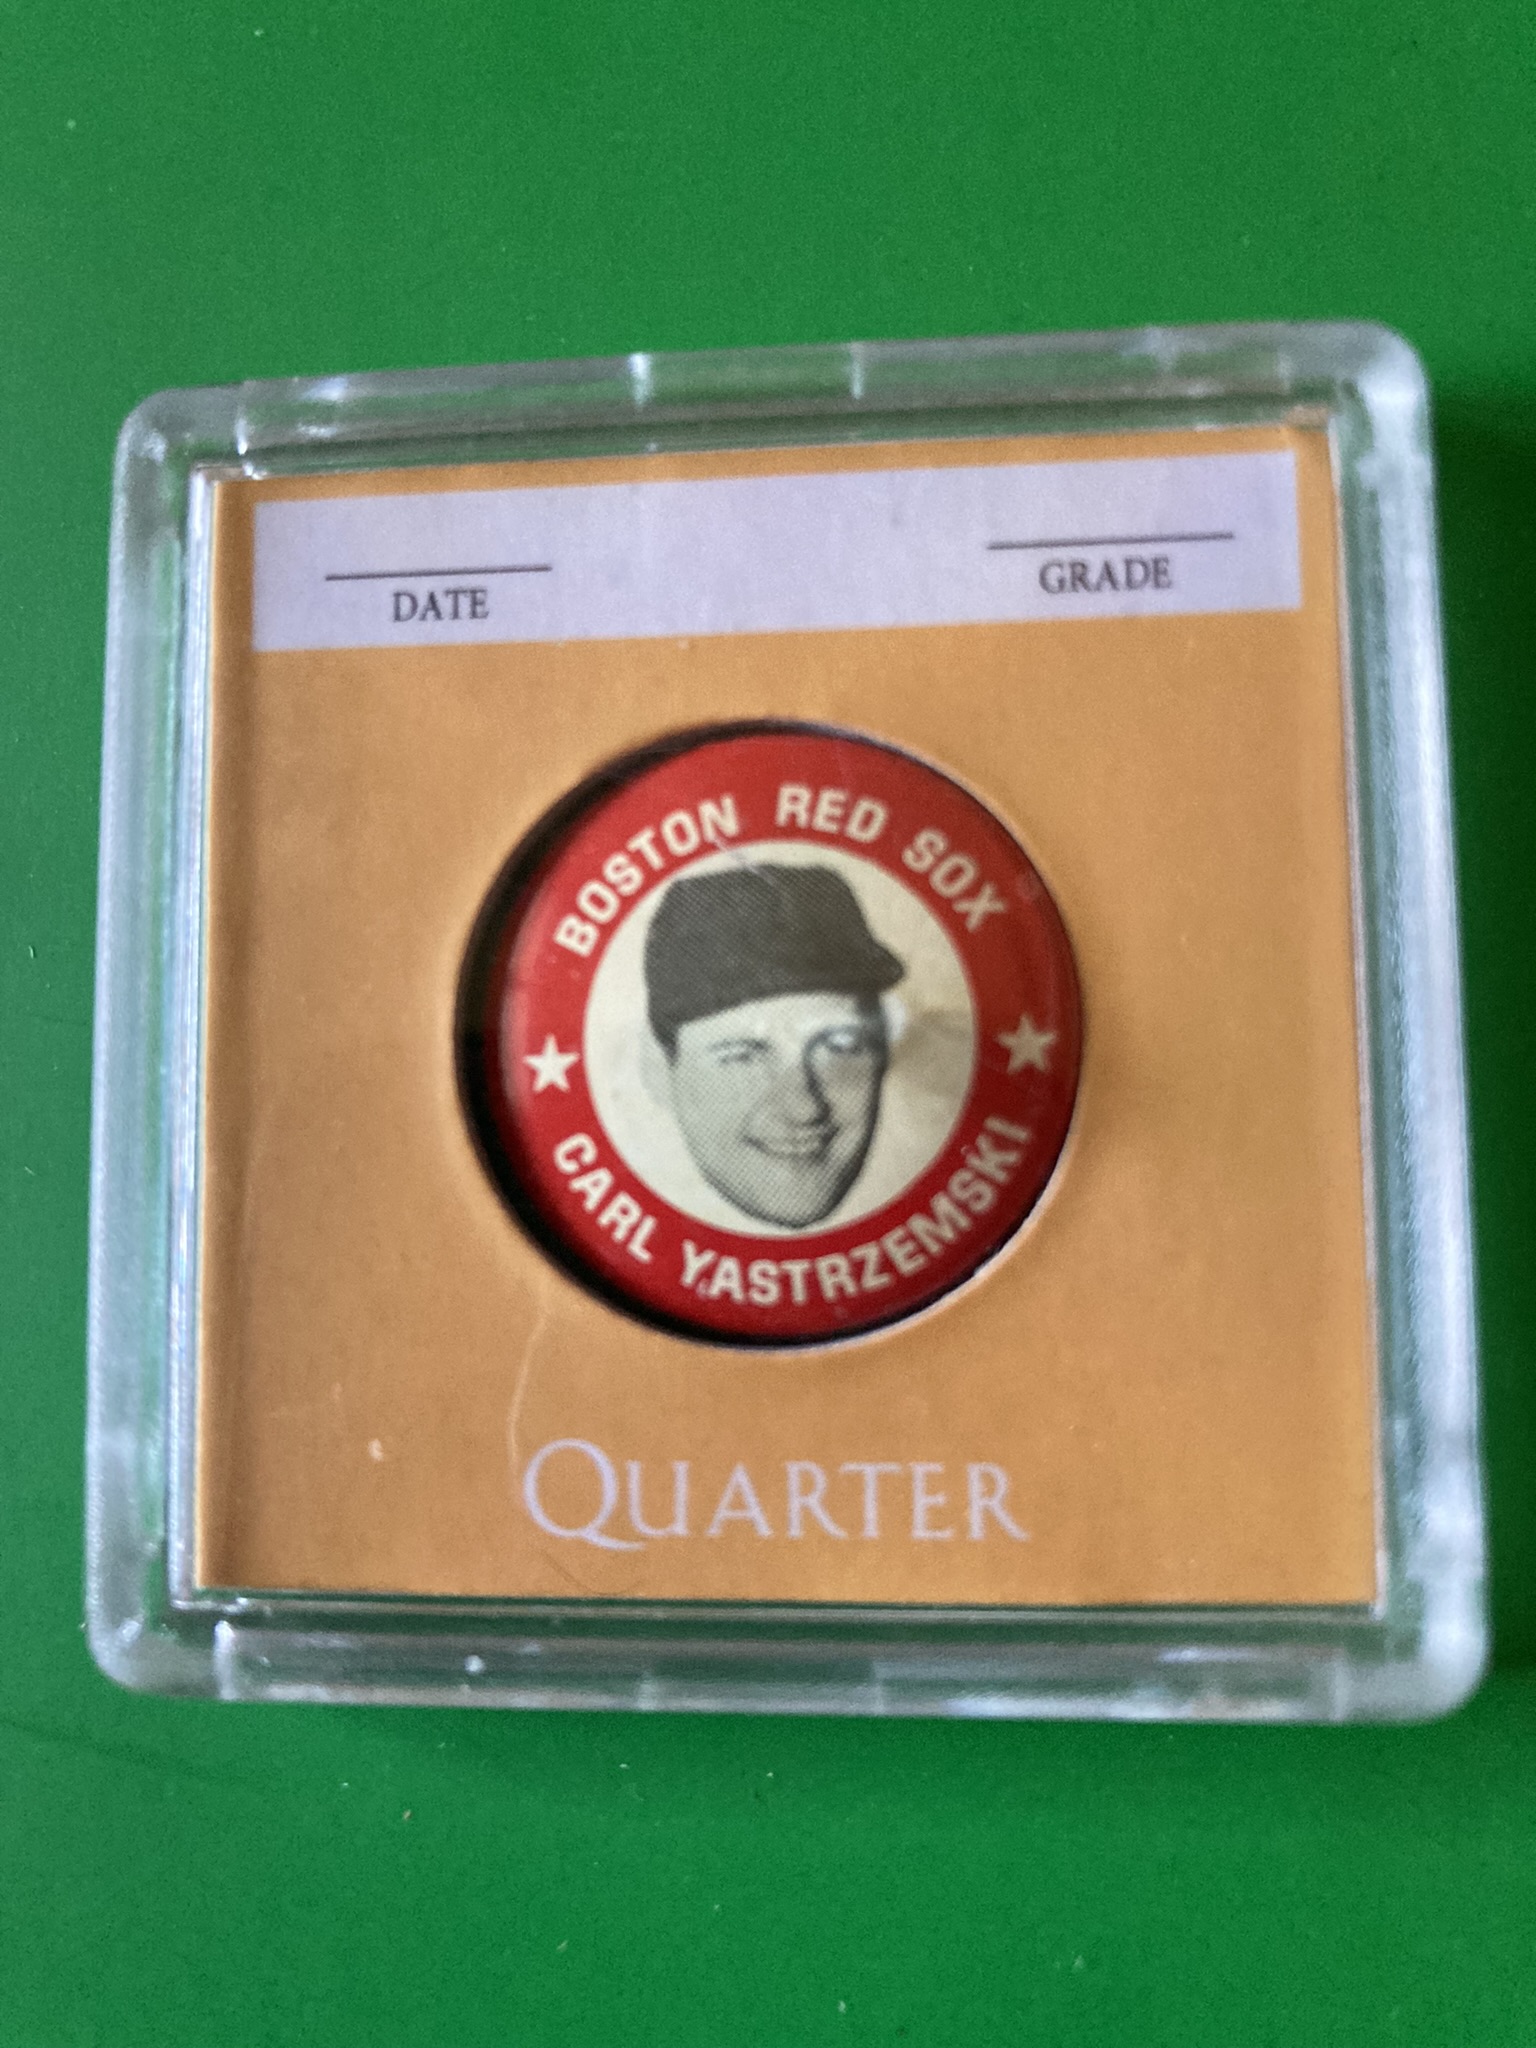 DATE
GRADE
BOSTON RED SOX
CARL YASTRZEMSKI
QUARTER